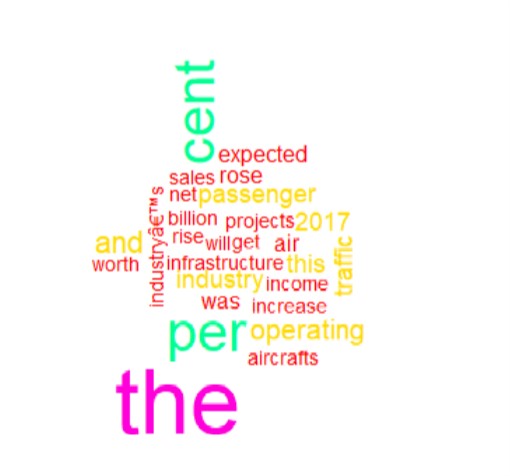 cent
expected
sales rose
net passenger
industryâ€™s
billion projects 2017
and rise will get air
worth infrastructure this
traffic
industry income
was increase
per operating
aircrafts
the